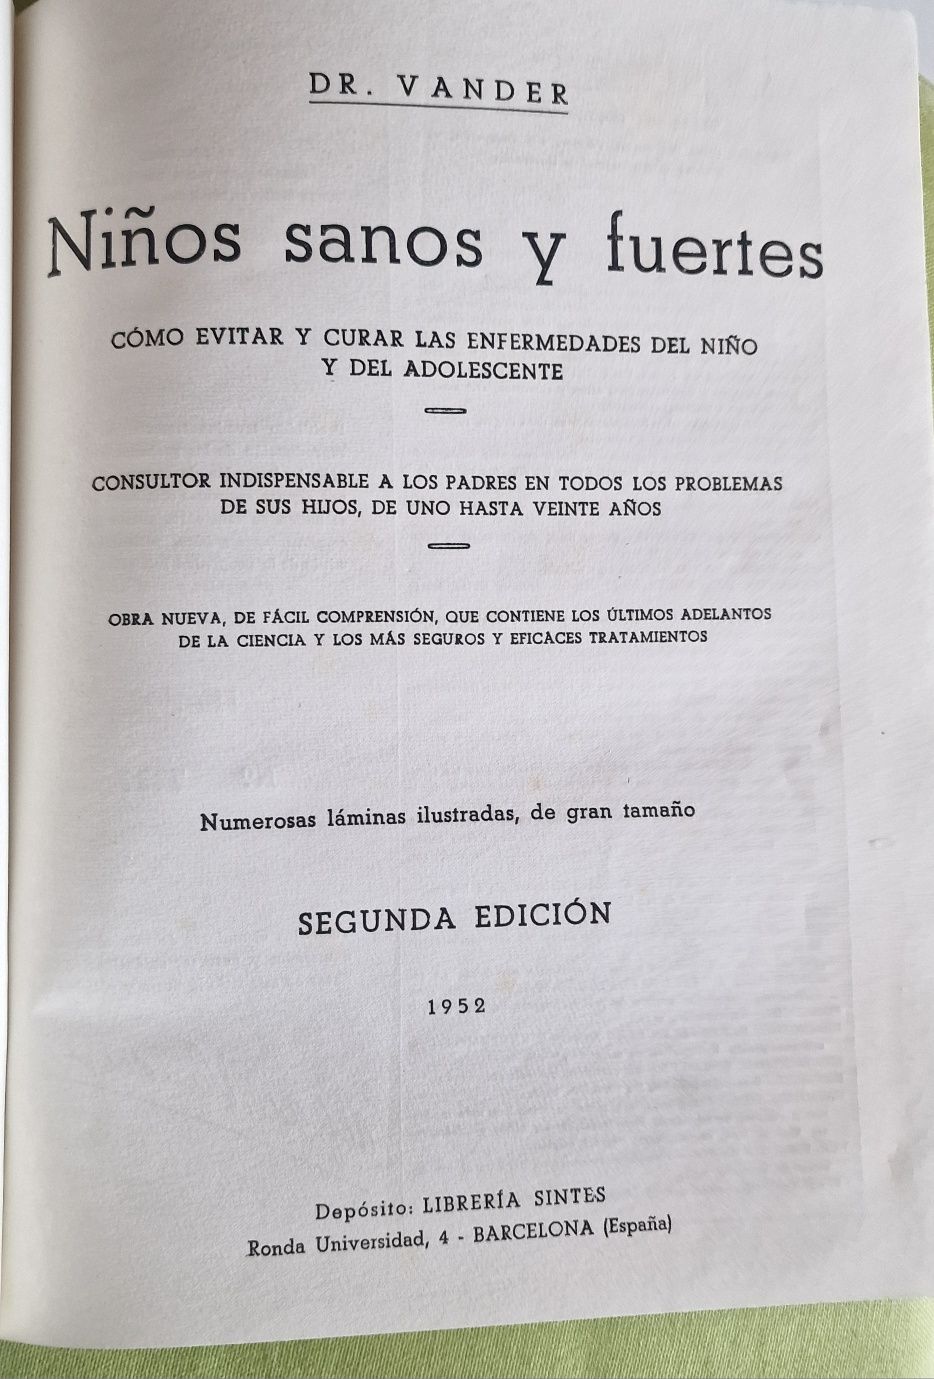 DR. VANDER
Niños sanos y fuertes
CÓMO EVITAR Y CURAR LAS ENFERMEDADES DEL NIÑO
Y DEL ADOLESCENTE
CONSULTOR INDISPENSABLE A LOS PADRES EN TODOS LOS PROBLEMAS
DE SUS HIJOS, DE UNO HASTA VEINTE AÑOS
OBRA NUEVA, DE FÁCIL COMPRENSIÓN, QUE CONTIENE LOS ÚLTIMOS ADELANTOS
DE LA CIENCIA Y LOS MÁS SEGUROS Y EFICACES TRATAMIENTOS
Numerosas láminas ilustradas, de gran tamaño
SEGUNDA EDICIÓN
1952
Depósito: LIBRERÍA SINTES
Ronda Universidad, 4 - BARCELONA (España)